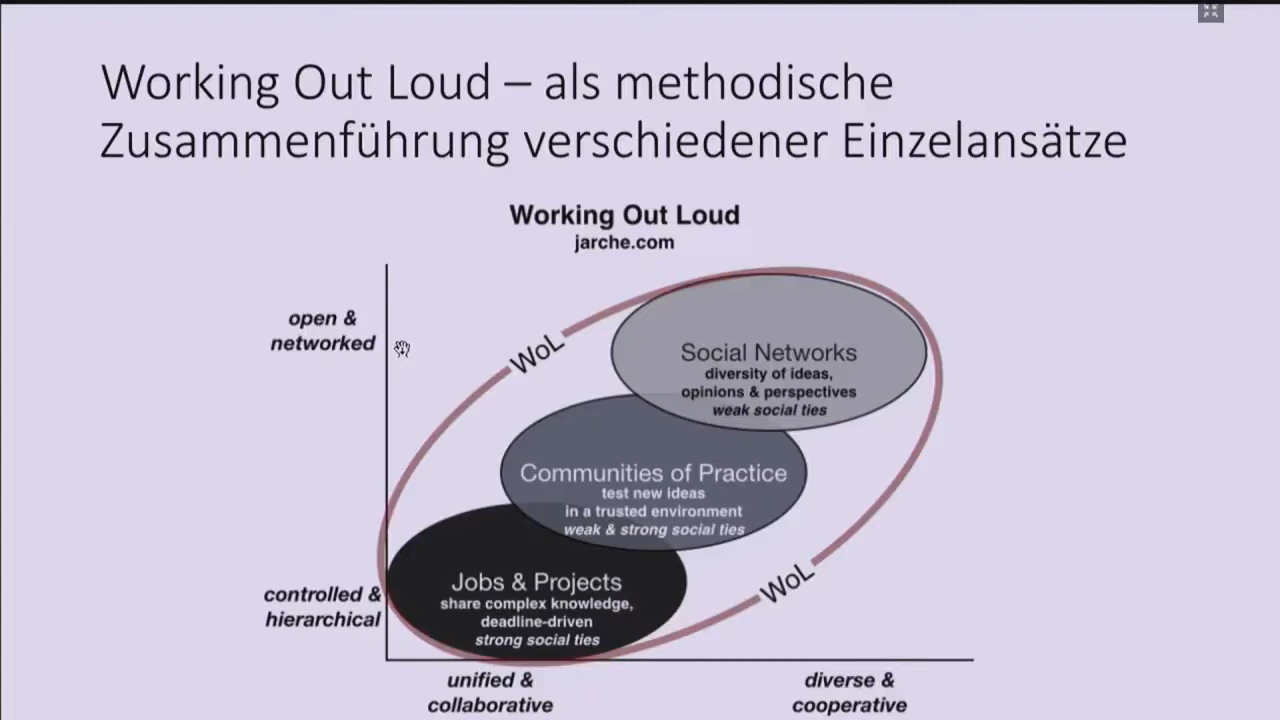 Working Out Loud – als methodische
Zusammenführung verschiedener Einzelansätze
Working Out Loud
jarche.com
open &
networked
WoL
Social Networks
diversity of ideas,
opinions & perspectives
weak social ties
Communities of Practice
test new ideas
in a trusted environment
weak & strong social ties
Jobs & Projects
share complex knowledge,
deadline-driven
strong social ties
WoL
controlled &
hierarchical
unified &
collaborative
diverse &
cooperative